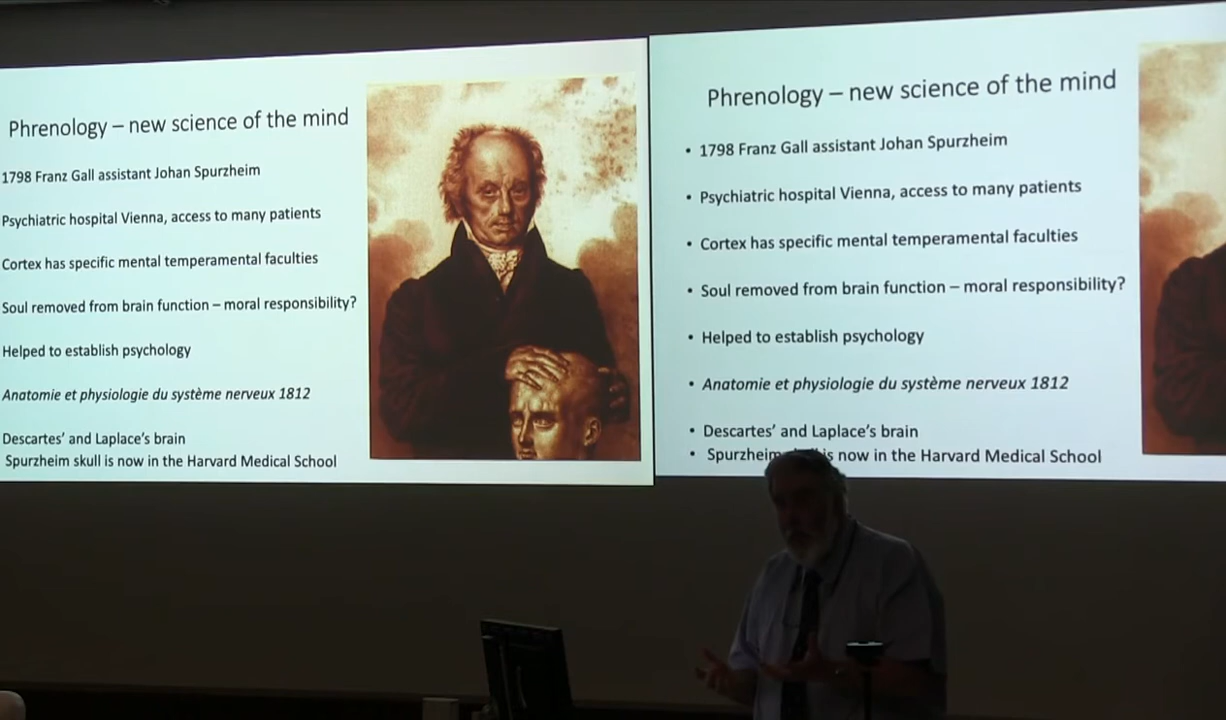 Phrenology – new science of the mind
1798 Franz Gall assistant Johan Spurzheim
Psychiatric hospital Vienna, access to many patients
Cortex has specific mental temperamental faculties
Soul removed from brain function – moral responsibility?
Helped to establish psychology
Anatomie et physiologie du système nerveux 1812
Descartes’ and Laplace’s brain
Spurzheim skull is now in the Harvard Medical School
Phrenology – new science of the mind
• 1798 Franz Gall assistant Johan Spurzheim
• Psychiatric hospital Vienna, access to many patients
• Cortex has specific mental temperamental faculties
• Soul removed from brain function – moral responsibility?
• Helped to establish psychology
• Anatomie et physiologie du système nerveux 1812
• Descartes’ and Laplace’s brain
• Spurzheim is now in the Harvard Medical School